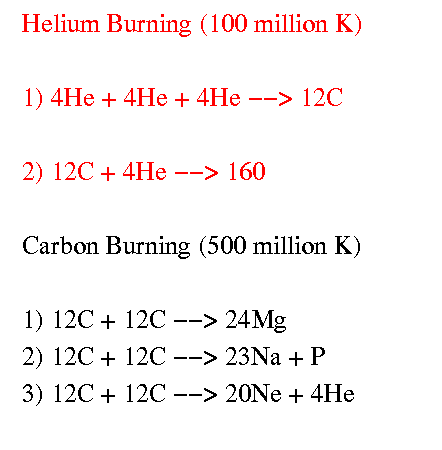 Helium Burning (100 million K)
1) 4He + 4He + 4He --> 12C
2) 12C + 4He --> 160
Carbon Burning (500 million K)
1) 12C + 12C --> 24Mg
2) 12C + 12C --> 23Na + P
3) 12C + 12C --> 20Ne + 4He